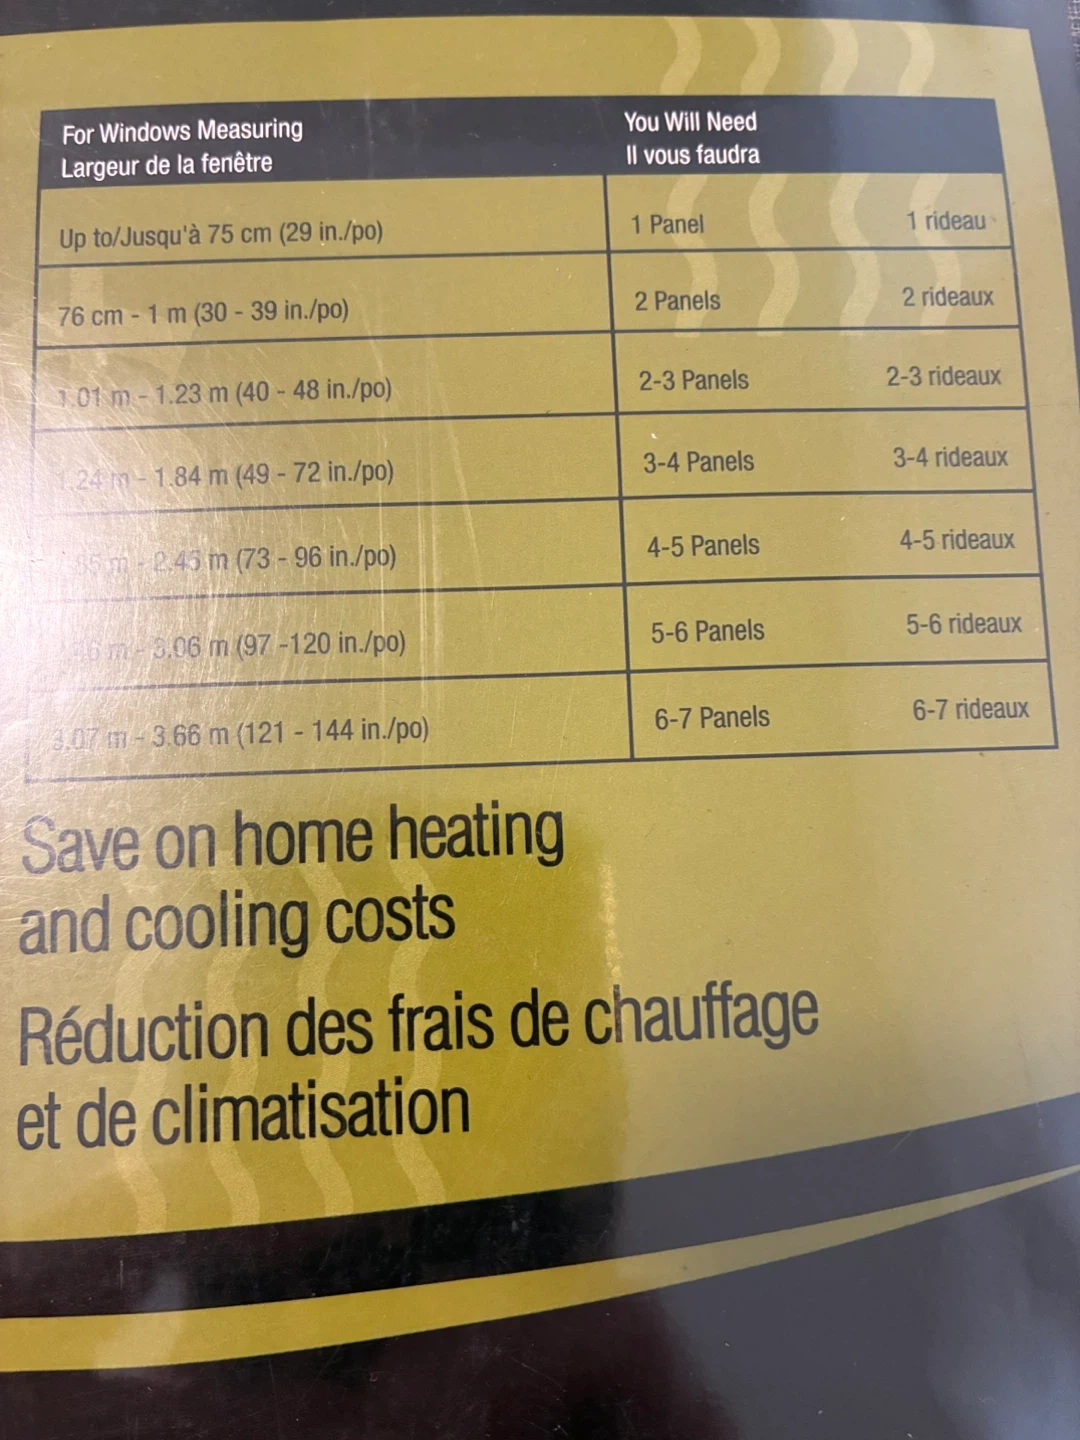 For Windows Measuring
Largeur de la fenêtre
You Will Need
Il vous faudra
Up to/Jusqu'à 75 cm (29 in./po) 1 Panel 1 rideau
76 cm - 1 m (30 - 39 in./po) 2 Panels 2 rideaux
1.01 m - 1.23 m (40 - 48 in./po) 2-3 Panels 2-3 rideaux
1.24 m - 1.84 m (49 - 72 in./po) 3-4 Panels 3-4 rideaux
m - 2.45 m (73 - 96 in./po) 4-5 Panels 4-5 rideaux
m - 3.06 m (97 -120 in./po) 5-6 Panels 5-6 rideaux
3.07 m - 3.66 m (121 - 144 in./po) 6-7 Panels 6-7 rideaux
Save on home heating
and cooling costs
Réduction des frais de chauffage
et de climatisation